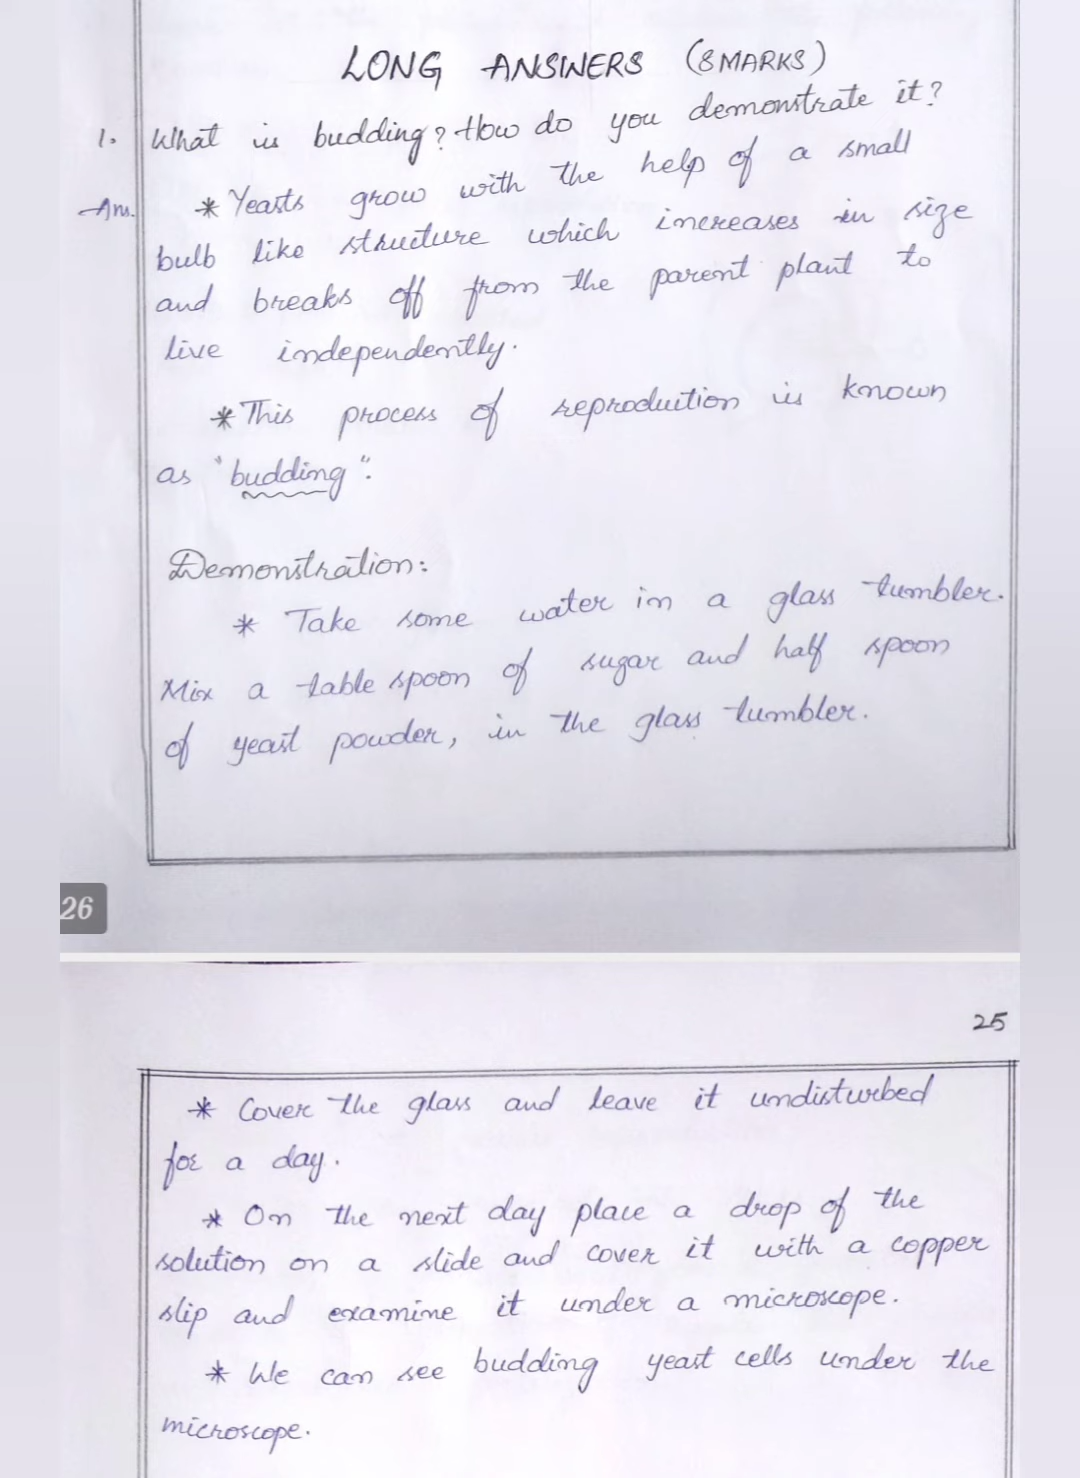 LONG ANSWERS (8MARKS)
1. What is budding? How do you demonstrate it?
Ans. * Yeasts grow with the help of a small
bulb like structure which increases in size
and breaks off from the parent plant to
live independently.
* This process of reproduction is known
as "budding".
Demonstration:
* Take some water in a glass tumbler.
Mix a table spoon of sugar and half spoon
of yeast powder, in the glass tumbler.
26
25
* Cover the glass and leave it undisturbed
for a day.
* On the next day place a drop of the
solution on a slide and cover it with a copper
slip and examine it under a microscope.
* We can see budding yeast cells under the
microscope.